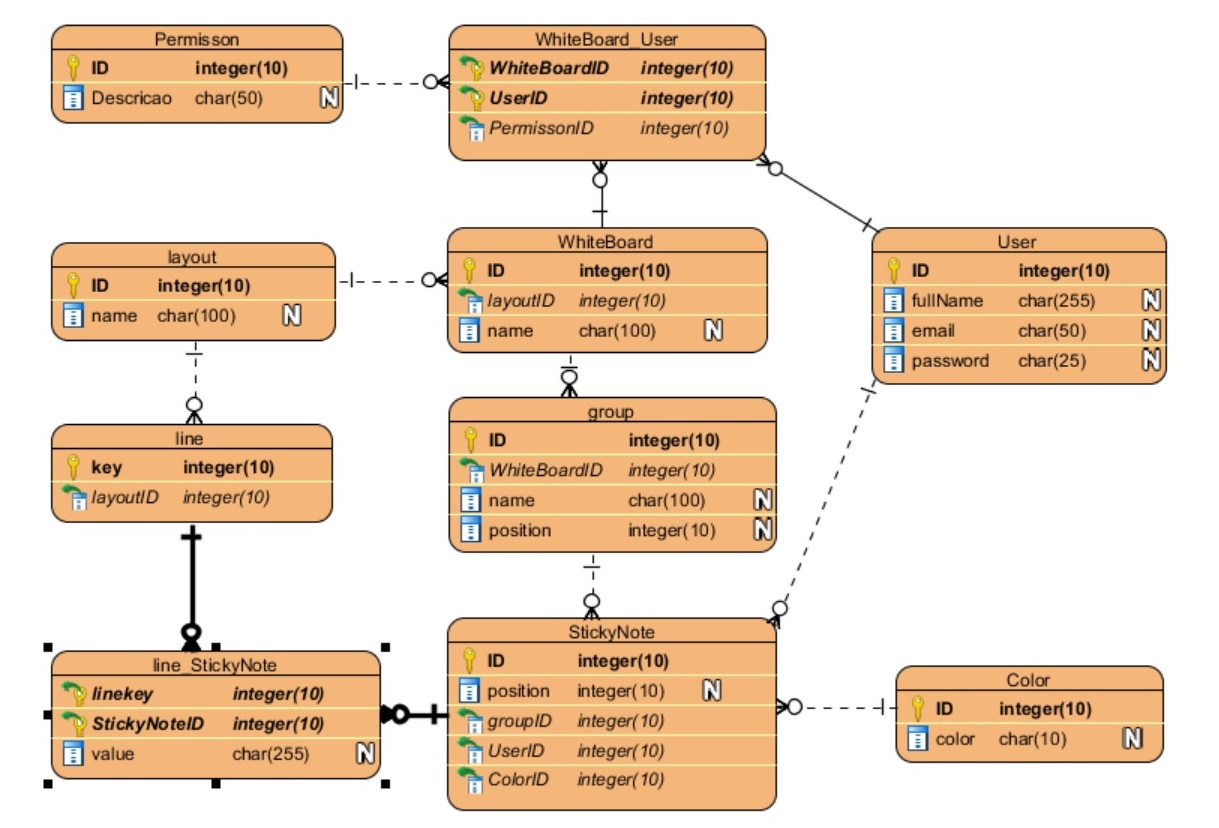 Permisson
ID integer(10)
Descricao char(50) N
WhiteBoard_User
WhiteBoardID integer(10)
UserID integer(10)
PermissonID integer(10)
layout
ID integer(10)
name char(100) N
WhiteBoard
ID integer(10)
layoutID integer(10)
name char(100) N
User
ID integer(10)
fullName char(255) N
email char(50) N
password char(25) N
line
key integer(10)
layoutID integer(10)
group
ID integer(10)
WhiteBoardID integer(10)
name char(100) N
position integer(10) N
line_StickyNote
linekey integer(10)
StickyNoteID integer(10)
value char(255) N
StickyNote
ID integer(10)
position integer(10) N
groupID integer(10)
UserID integer(10)
ColorID integer(10)
Color
ID integer(10)
color char(10) N